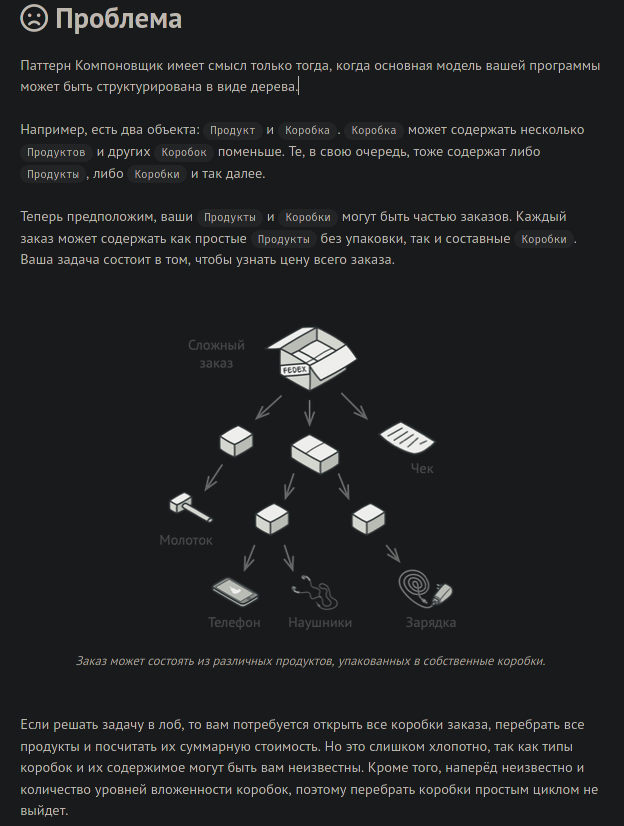 Проблема
Паттерн Компоновщик имеет смысл только тогда, когда основная модель вашей программы
может быть структурирована в виде дерева.
Например, есть два объекта: Продукт и Коробка. Коробка может содержать несколько
Продуктов и других Коробок поменьше. Те, в свою очередь, тоже содержат либо
Продукты, либо Коробки и так далее.
Теперь предположим, ваши Продукты и Коробки могут быть частью заказов. Каждый
заказ может содержать как простые Продукты без упаковки, так и составные Коробки.
Ваша задача состоит в том, чтобы узнать цену всего заказа.
Сложный
заказ
FEDEX
Чек
Молоток
Телефон
Наушники
Зарядка
Заказ может состоять из различных продуктов, упакованных в собственные коробки.
Если решать задачу в лоб, то вам потребуется открыть все коробки заказа, перебрать все
продукты и посчитать их суммарную стоимость. Но это слишком хлопотно, так как типы
коробок и их содержимое могут быть вам неизвестны. Кроме того, наперёд неизвестно и
количество уровней вложенности коробок, поэтому перебрать коробки простым циклом не
выйдет.